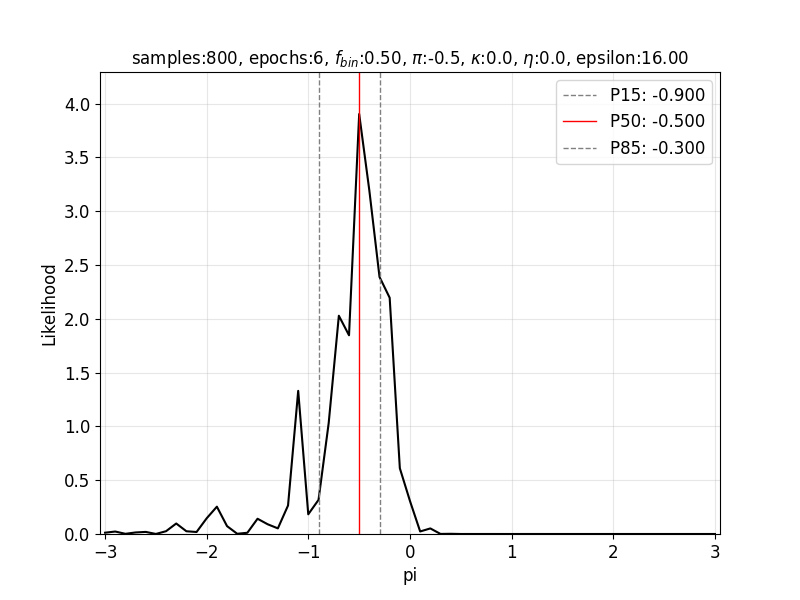 samples:800, epochs:6, f_bin:0.50, π:-0.5, κ:0.0, η:0.0, epsilon:16.00
P15: -0.900
P50: -0.500
P85: -0.300
Likelihood
4.0
3.5
3.0
2.5
2.0
1.5
1.0
0.5
0.0
−3 −2 −1 0 1 2 3
pi